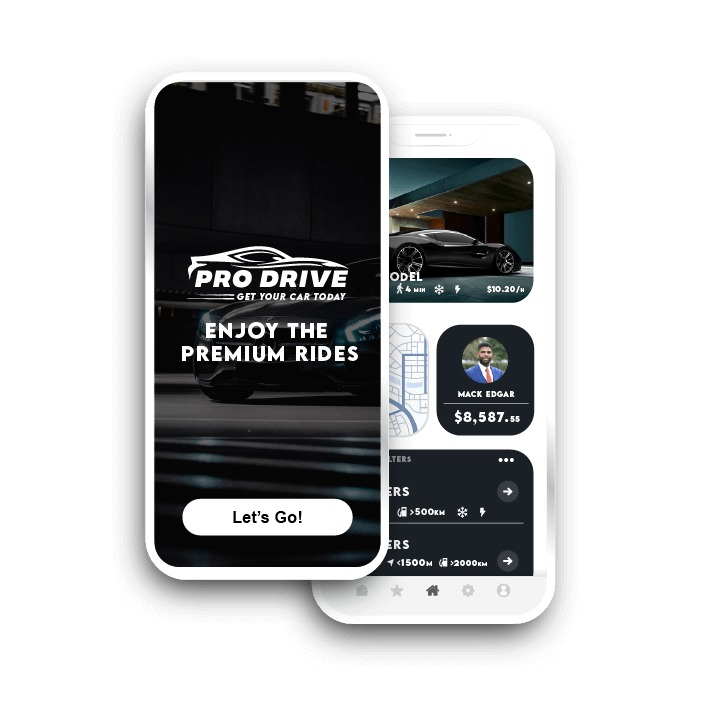 PRO DRIVE
GET YOUR CAR TODAY
ENJOY THE
PREMIUM RIDES
Let's Go!
ODEL
4 MIN $10.20/H
MACK EDGAR
$8,587.55
LTERS
ERS
>500KM
ERS
<1500M >2000KM